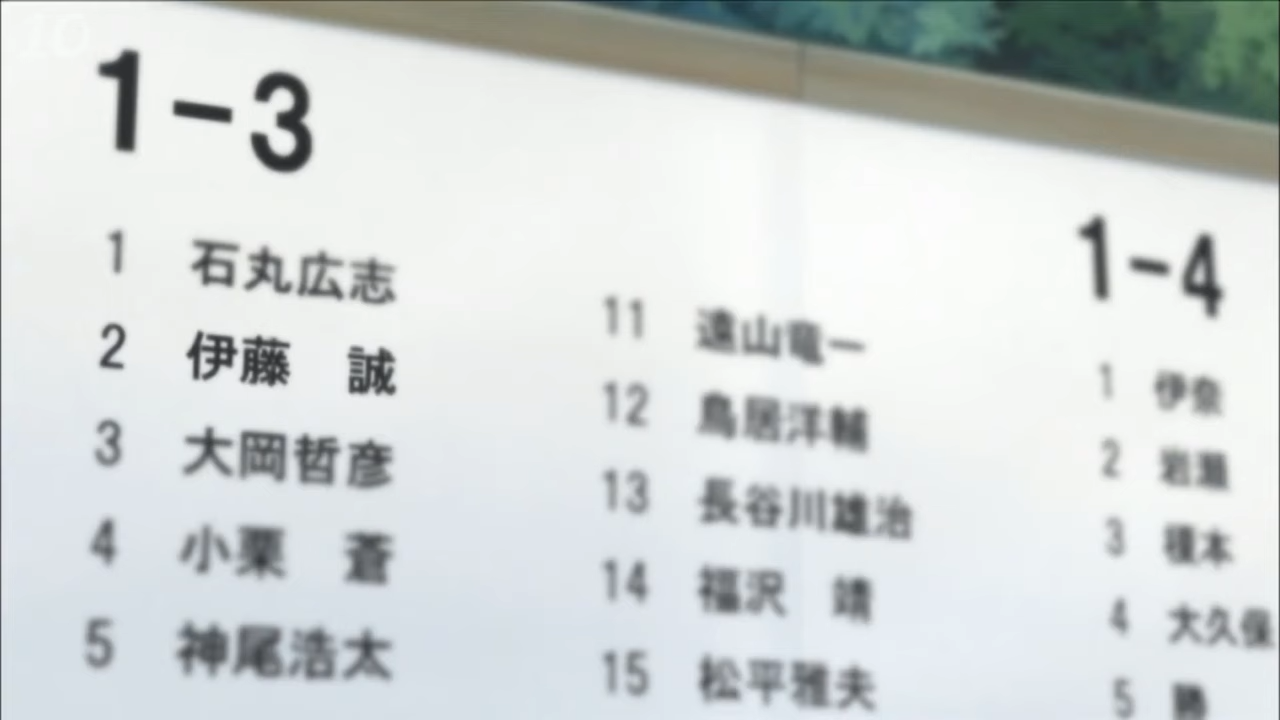 10
1-3
1 石丸広志
2 伊藤 誠
3 大岡哲彦
4 小栗 蒼
5 神尾浩太
11 遠山竜一
12 鳥居洋輔
13 長谷川雄治
14 福沢 靖
15 松平雅夫
1-4
1 伊奈
2 岩瀬
3 榎本
4 大久保
5 勝